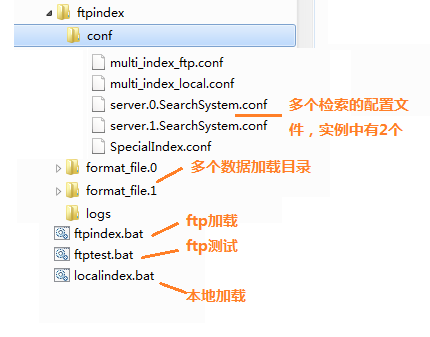 ftpindex
conf
multi_index_ftp.conf
multi_index_local.conf
server.0.SearchSystem.conf
多个检索的配置文
件，实例中有2个
server.1.SearchSystem.conf
SpecialIndex.conf
format_file.0
多个数据加载目录
format_file.1
logs
ftp加载
ftpindex.bat
ftp测试
ftptest.bat
localindex.bat
本地加载